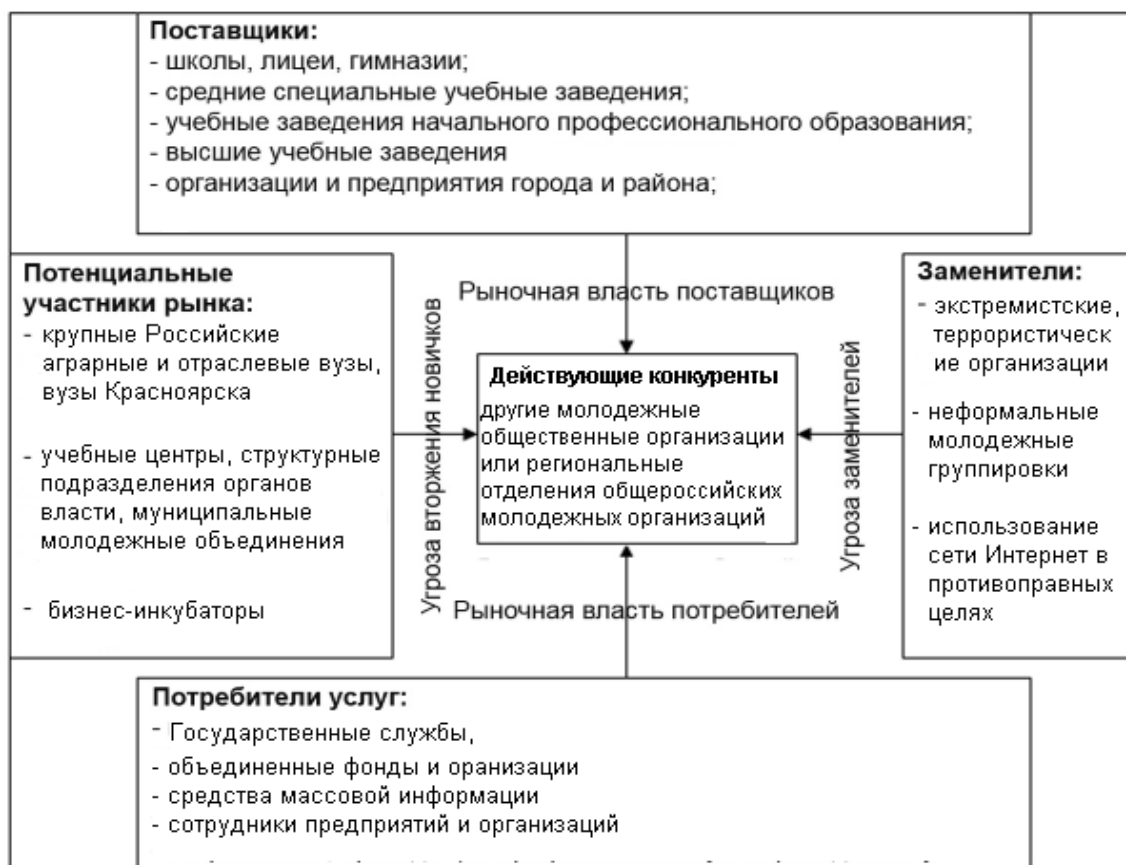 Поставщики:
- школы, лицеи, гимназии;
- средние специальные учебные заведения;
- учебные заведения начального профессионального образования;
- высшие учебные заведения
- организации и предприятия города и района;
Потенциальные
участники рынка:
- крупные Российские
аграрные и отраслевые вузы,
вузы Красноярска
- учебные центры, структурные
подразделения органов
власти, муниципальные
молодежные объединения
- бизнес-инкубаторы
Угроза вторжения новичков
Рыночная власть поставщиков
Действующие конкуренты
другие молодежные
общественные организации
или региональные
отделения общероссийских
молодежных организаций
Рыночная власть потребителей
Угроза заменителей
Заменители:
- экстремистские,
террористическ
ие организации
- неформальные
молодежные
группировки
- использование
сети Интернет в
противоправных
целях
Потребители услуг:
- Государственные службы,
- объединенные фонды и оранизации
- средства массовой информации
- сотрудники предприятий и организаций